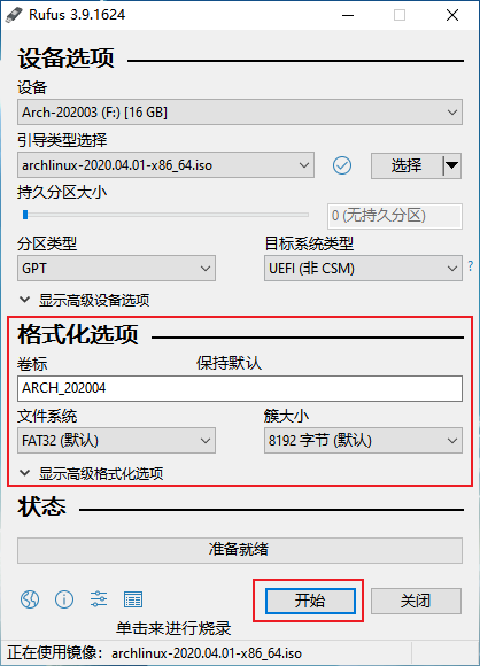 Rufus 3.9.1624
设备选项
设备
Arch-202003 (F:) [16 GB]
引导类型选择
archlinux-2020.04.01-x86_64.iso
选择
持久分区大小
0 (无持久分区)
分区类型 目标系统类型
GPT UEFI (非 CSM) ?
显示高级设备选项
格式化选项
卷标 保持默认
ARCH_202004
文件系统 簇大小
FAT32 (默认) 8192 字节 (默认)
显示高级格式化选项
状态
准备就绪
开始 关闭
单击来进行烧录
正在使用镜像: archlinux-2020.04.01-x86_64.iso